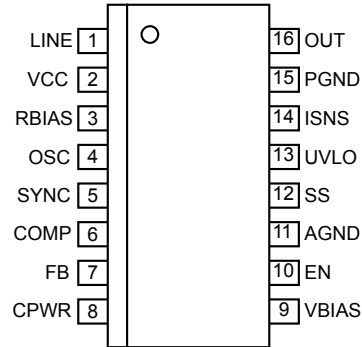 LINE 1 16 OUT
VCC 2 15 PGND
RBIAS 3 14 ISNS
OSC 4 13 UVLO
SYNC 5 12 SS
COMP 6 11 AGND
FB 7 10 EN
CPWR 8 9 VBIAS